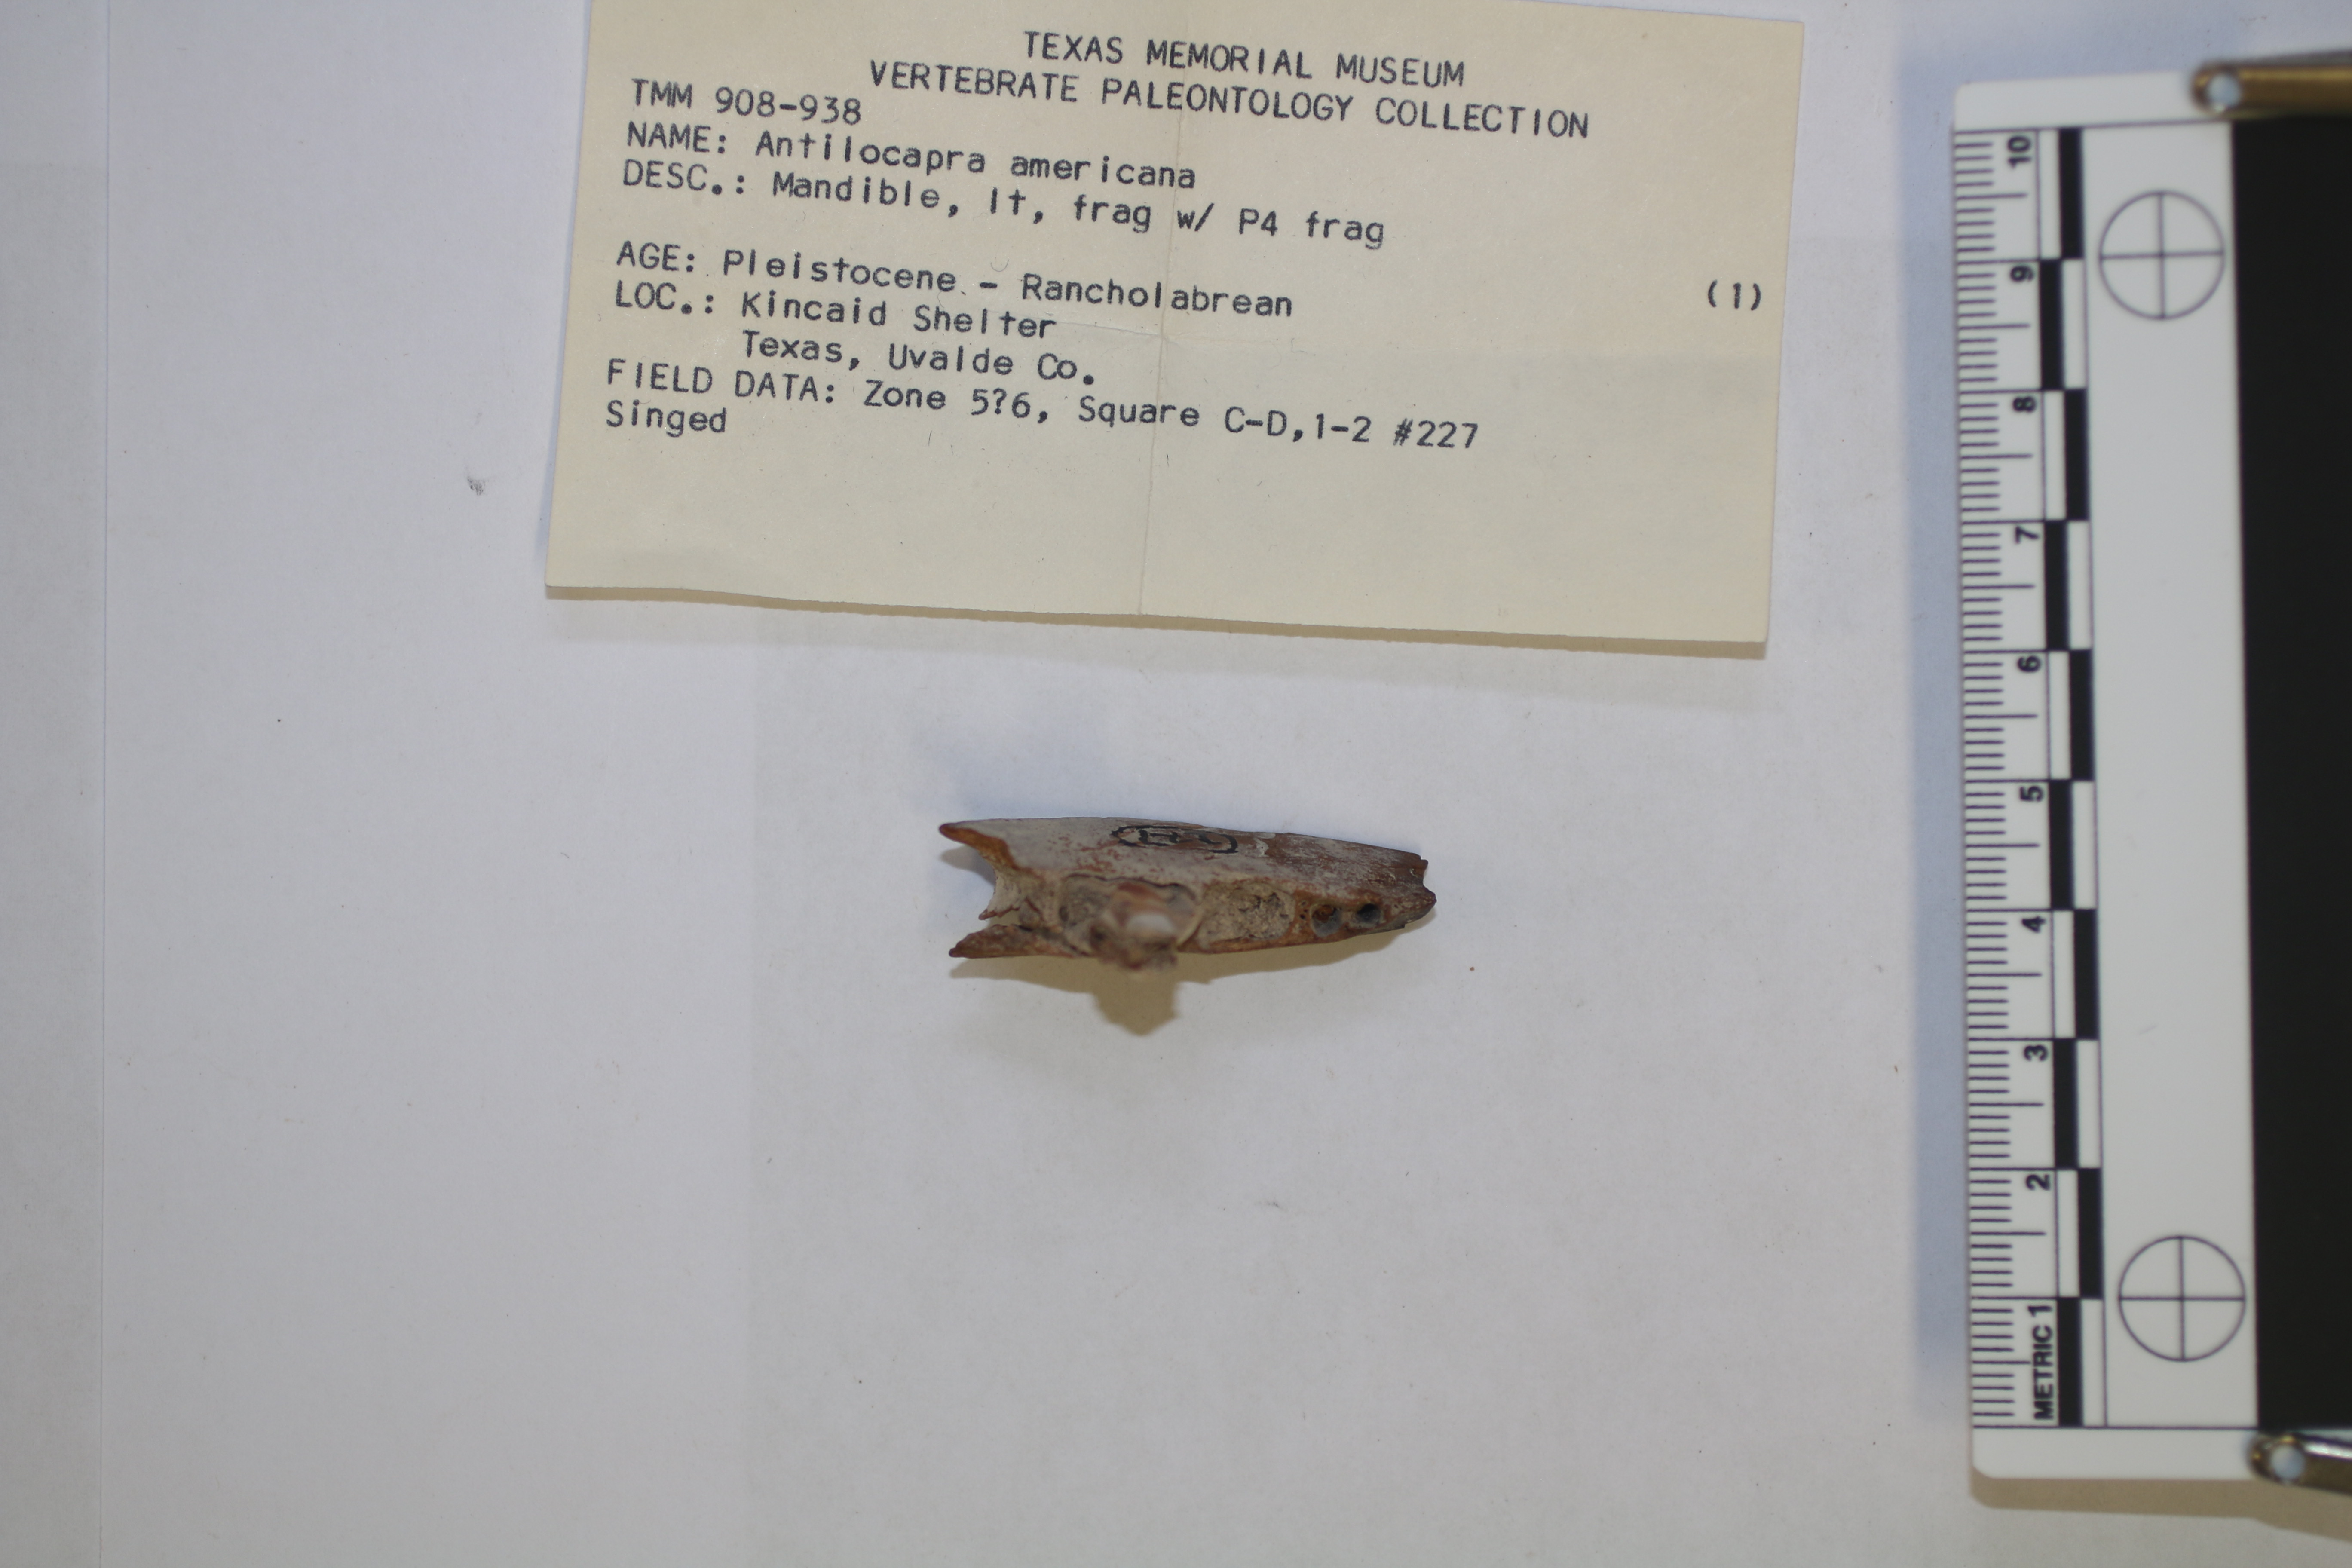 TEXAS MEMORIAL MUSEUM
VERTEBRATE PALEONTOLOGY COLLECTION
TMM 908-938
NAME: Antilocapra americana
DESC.: Mandible, lt, frag w/ P4 frag
AGE: Pleistocene - Rancholabrean (1)
LOC.: Kincaid Shelter
Texas, Uvalde Co.
FIELD DATA: Zone 5?6, Square C-D,1-2 #227
Singed
10
9
8
7
6
5
4
3
2
METRIC 1